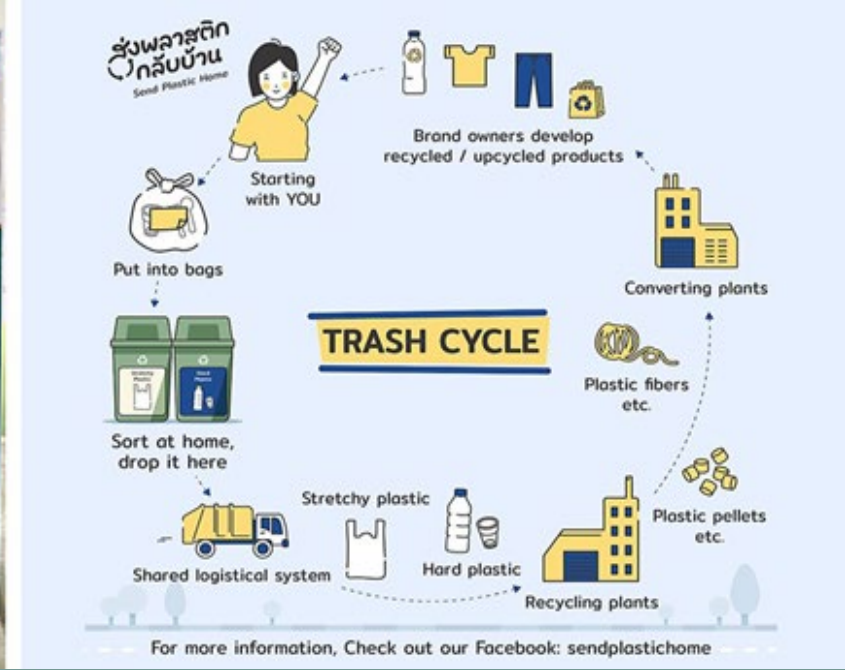 ส่งพลาสติก
กลับบ้าน
Send Plastic Home
Starting
with YOU
Put into bags
Sort at home,
drop it here
Shared logistical system
Stretchy plastic
Hard plastic
Recycling plants
Plastic pellets
etc.
Plastic fibers
etc.
Converting plants
Brand owners develop
recycled / upcycled products
TRASH CYCLE
For more information, Check out our Facebook: sendplastichome